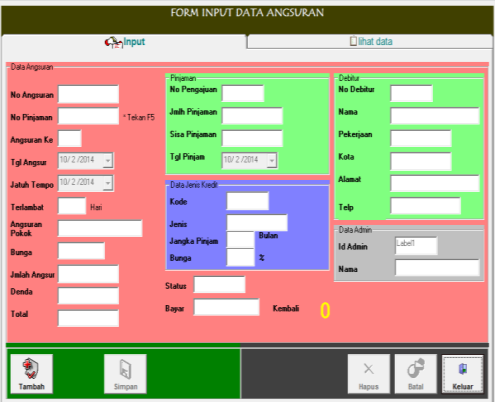 FORM INPUT DATA ANGSURAN
Input
lihat data
Data Angsuran
No Angsuran
No Pinjaman
* Tekan F5
Angsuran Ke
Tgl Angsur
10/ 2 /2014
Jatuh Tempo
10/ 2 /2014
Terlambat
Hari
Angsuran
Pokok
Bunga
Jmlah Angsur
Denda
Total
Pinjaman
No Pengajuan
Jmlh Pinjaman
Sisa Pinjaman
Tgl Pinjam
10/ 2 /2014
Data Jenis Kredit
Kode
Jenis
Jangka Pinjam
Bulan
Bunga
%
Status
Bayar
Kembali
0
Debitur
No Debitur
Nama
Pekerjaan
Kota
Alamat
Telp
Data Admin
Id Admin
Label1
Nama
Tambah
Simpan
Hapus
Batal
Keluar